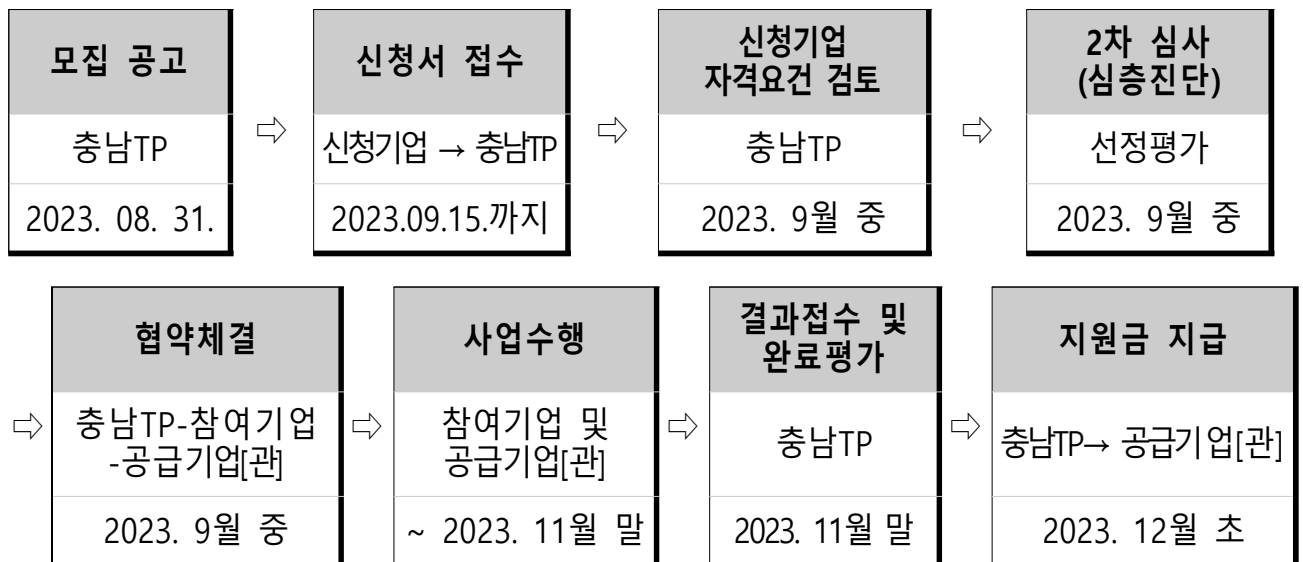 모집 공고
충남TP
2023. 08. 31.
⇨
신청서 접수
신청기업 → 충남TP
2023.09.15.까지
⇨
신청기업
자격요건 검토
충남TP
2023. 9월 중
⇨
2차 심사
(심층진단)
선정평가
2023. 9월 중
⇨
협약체결
충남TP-참여기업
-공급기업[관]
2023. 9월 중
⇨
사업수행
참여기업 및
공급기업[관]
~ 2023. 11월 말
⇨
결과접수 및
완료평가
충남TP
2023. 11월 말
⇨
지원금 지급
충남TP→ 공급기업[관]
2023. 12월 초